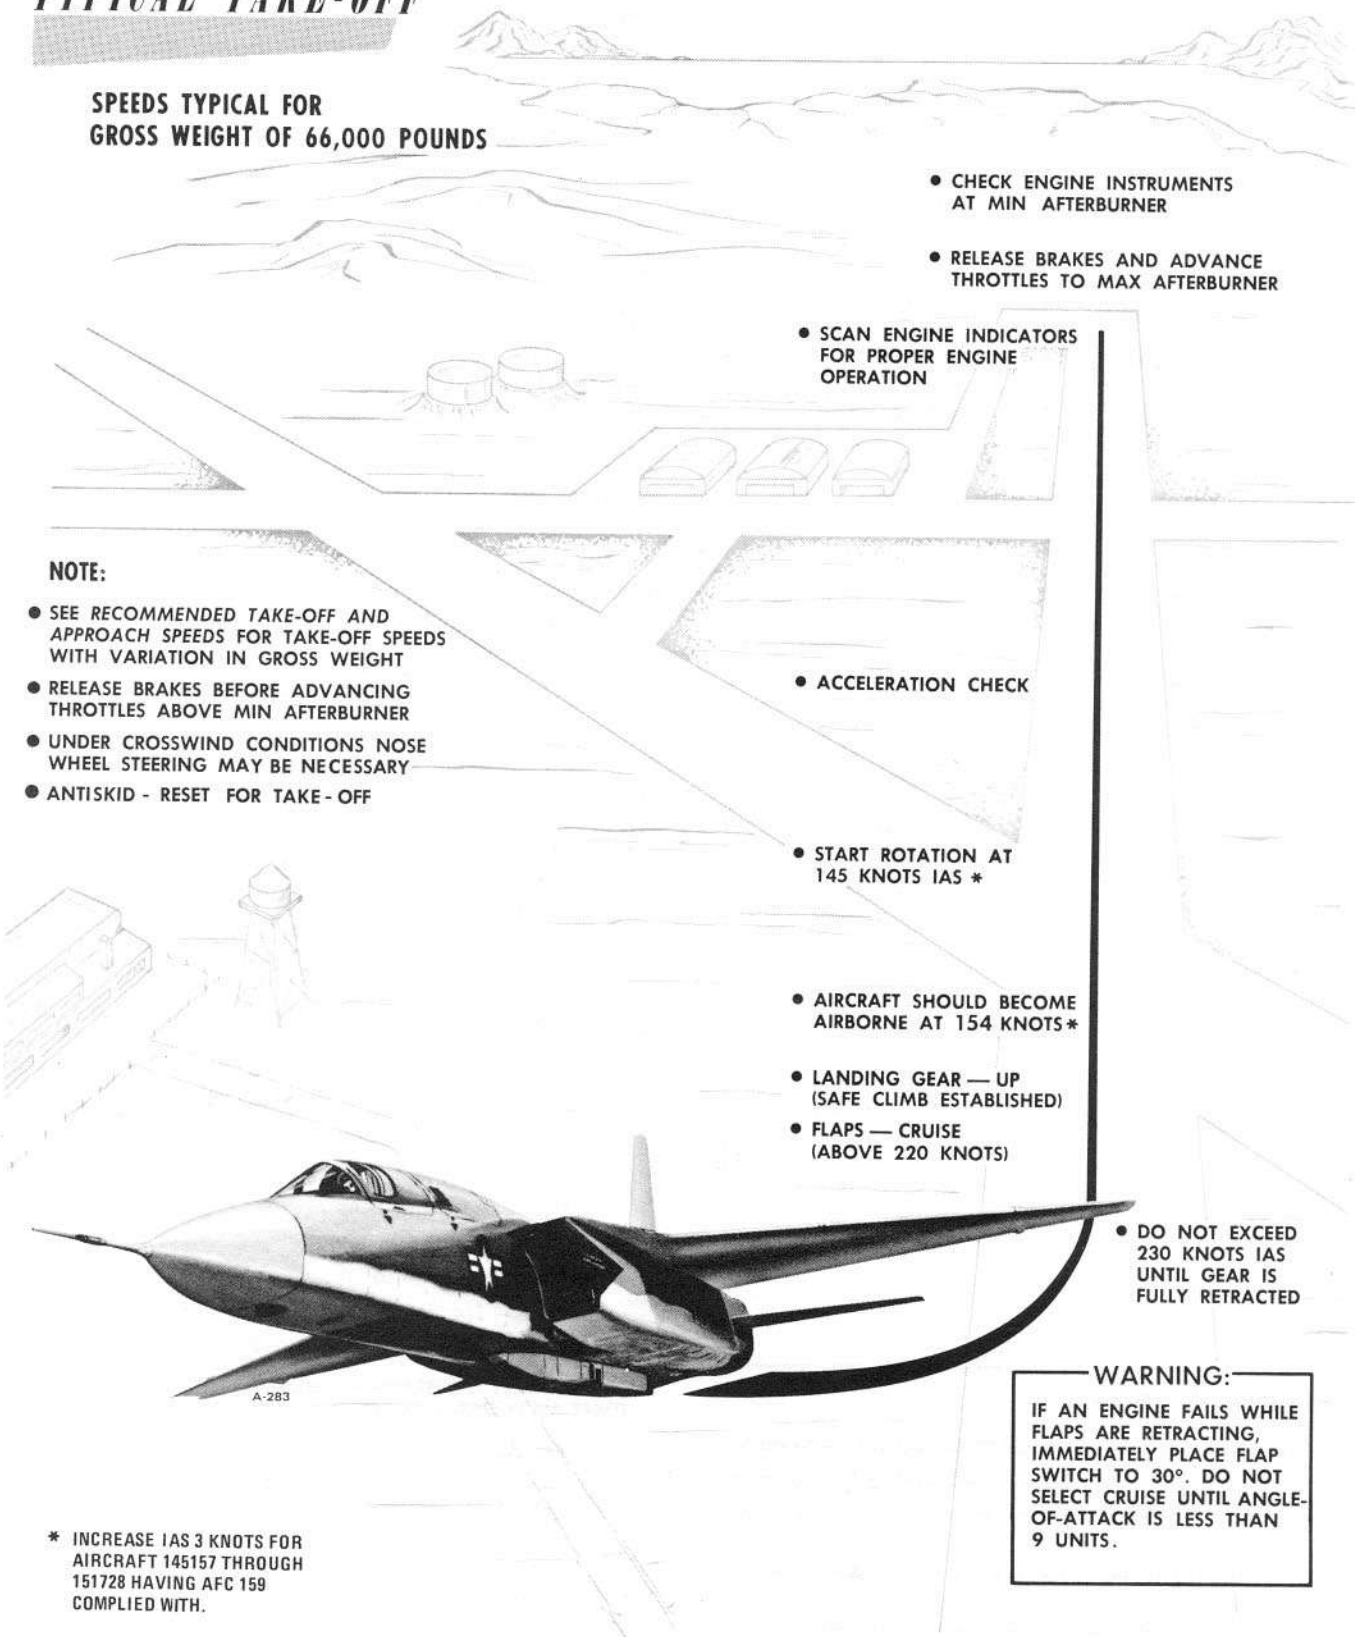 TYPICAL TAKE-OFF
SPEEDS TYPICAL FOR
GROSS WEIGHT OF 66,000 POUNDS
● CHECK ENGINE INSTRUMENTS
AT MIN AFTERBURNER
● RELEASE BRAKES AND ADVANCE
THROTTLES TO MAX AFTERBURNER
● SCAN ENGINE INDICATORS
FOR PROPER ENGINE
OPERATION
NOTE:
● SEE RECOMMENDED TAKE-OFF AND
APPROACH SPEEDS FOR TAKE-OFF SPEEDS
WITH VARIATION IN GROSS WEIGHT
● RELEASE BRAKES BEFORE ADVANCING
THROTTLES ABOVE MIN AFTERBURNER
● UNDER CROSSWIND CONDITIONS NOSE
WHEEL STEERING MAY BE NECESSARY
● ANTISKID - RESET FOR TAKE-OFF
● ACCELERATION CHECK
● START ROTATION AT
145 KNOTS IAS *
● AIRCRAFT SHOULD BECOME
AIRBORNE AT 154 KNOTS *
● LANDING GEAR — UP
(SAFE CLIMB ESTABLISHED)
● FLAPS — CRUISE
(ABOVE 220 KNOTS)
● DO NOT EXCEED
230 KNOTS IAS
UNTIL GEAR IS
FULLY RETRACTED
A-283
WARNING:
IF AN ENGINE FAILS WHILE
FLAPS ARE RETRACTING,
IMMEDIATELY PLACE FLAP
SWITCH TO 30°. DO NOT
SELECT CRUISE UNTIL ANGLE-
OF-ATTACK IS LESS THAN
9 UNITS.
* INCREASE IAS 3 KNOTS FOR
AIRCRAFT 145157 THROUGH
151728 HAVING AFC 159
COMPLIED WITH.